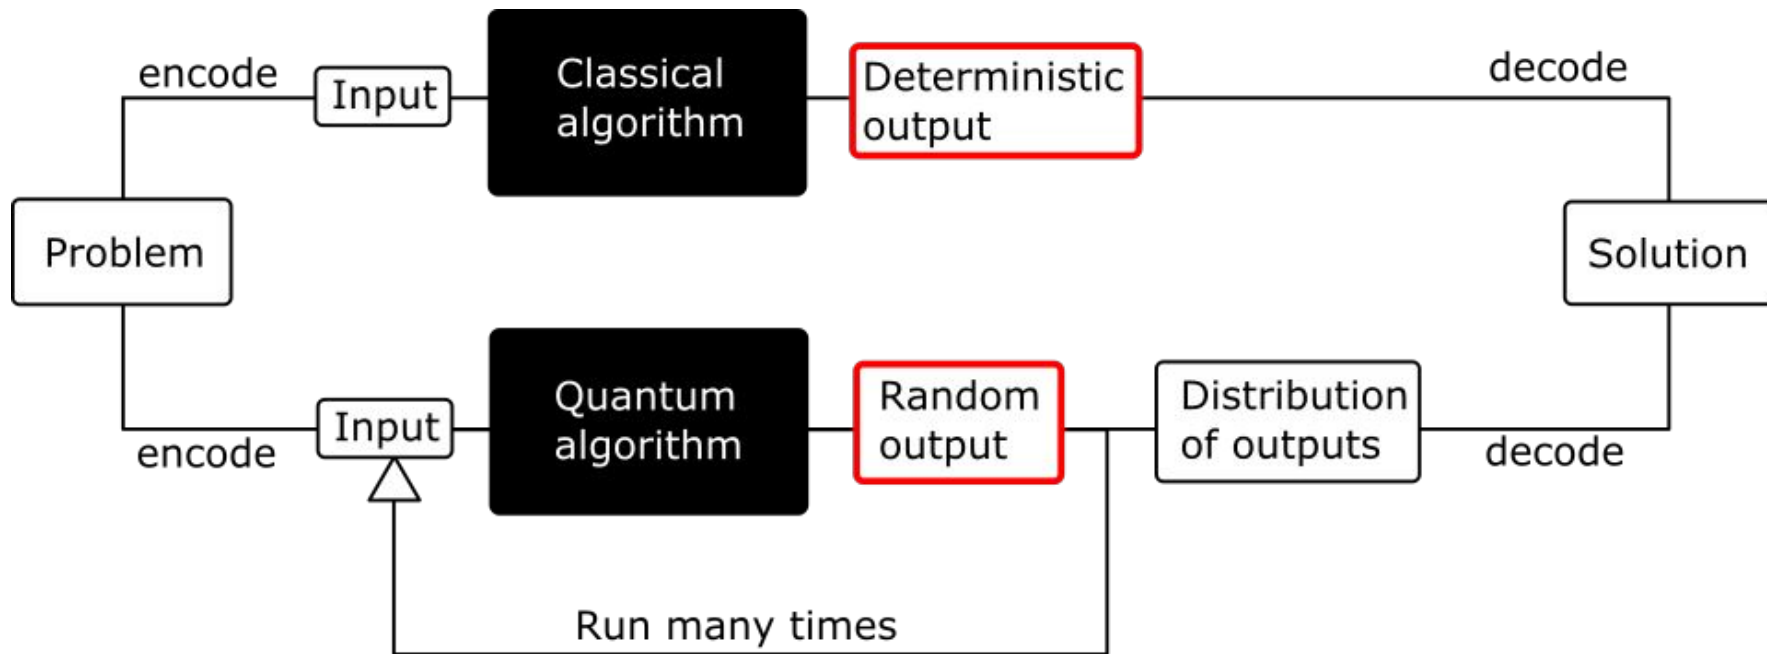 encode
Input
Classical
algorithm
Deterministic
output
decode
Problem
Solution
encode
Input
Quantum
algorithm
Random
output
Distribution
of outputs
decode
Run many times